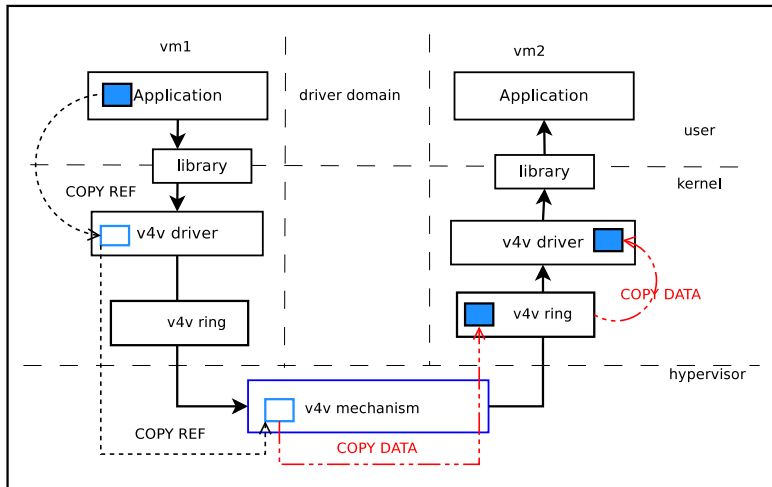 vm1
vm2
Application
driver domain
Application
user
library
library
kernel
COPY REF
v4v driver
v4v driver
COPY DATA
v4v ring
v4v ring
hypervisor
v4v mechanism
COPY REF
COPY DATA